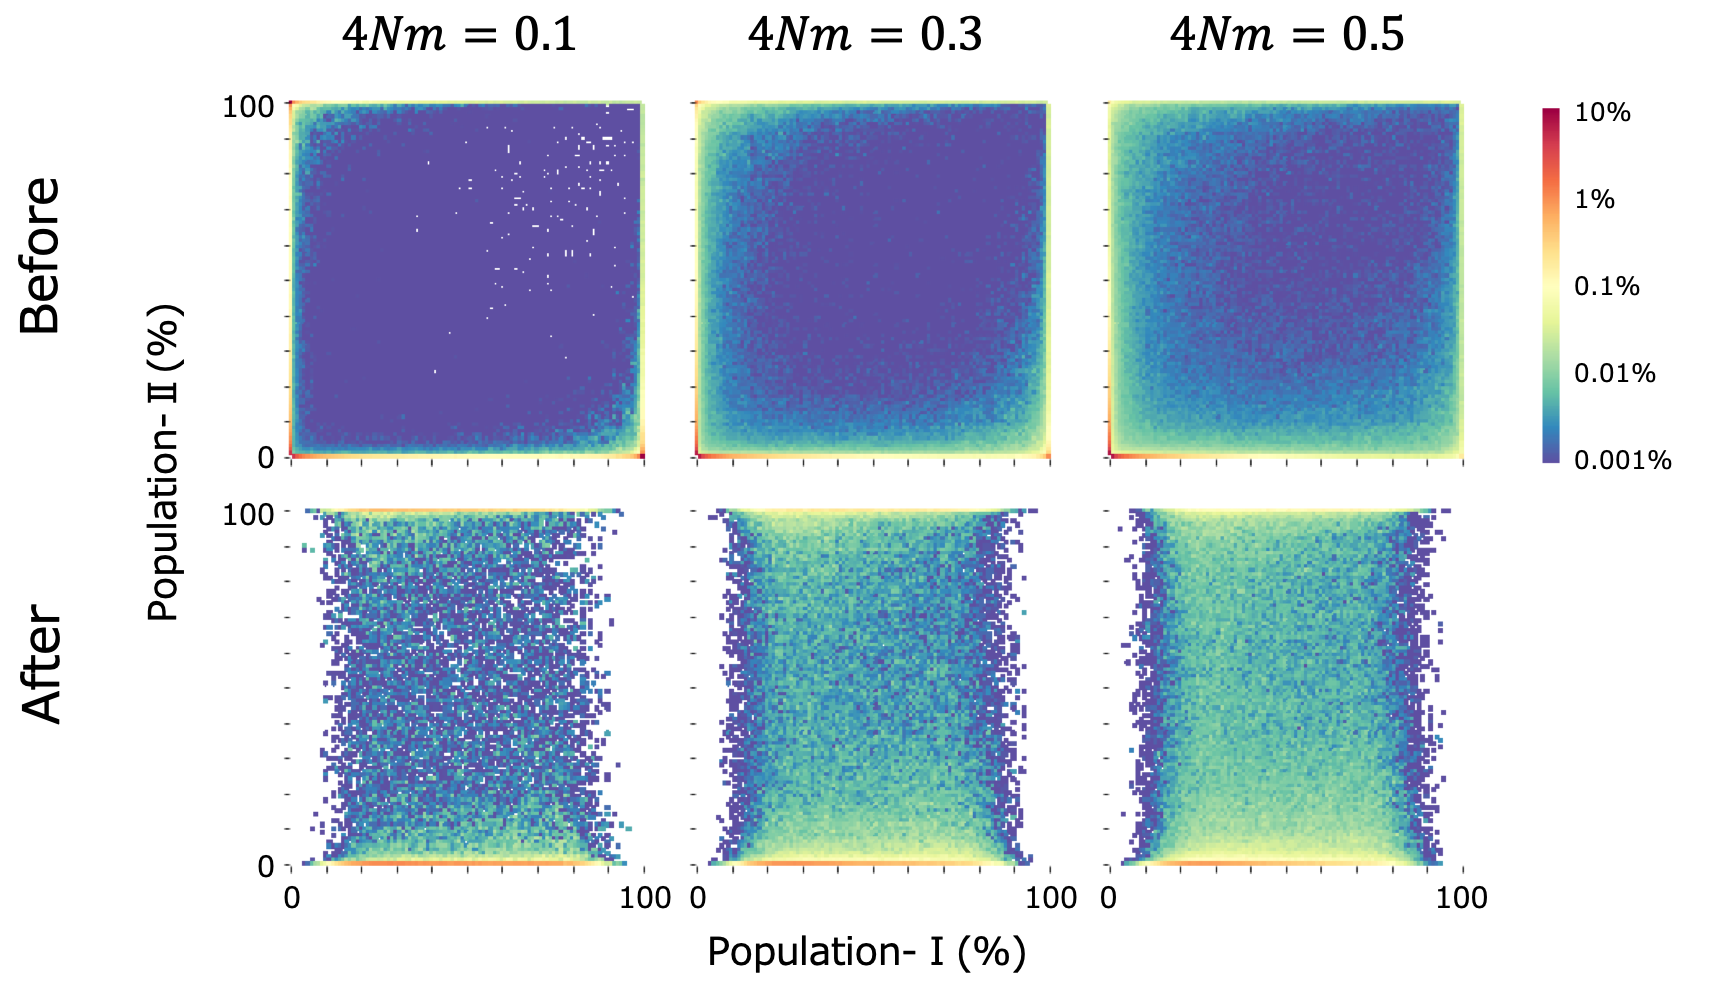 4Nm = 0.1
4Nm = 0.3
4Nm = 0.5
Before
After
Population- II (%)
100
0
100
0
0
100
0
100
0
100
Population- I (%)
10%
1%
0.1%
0.01%
0.001%